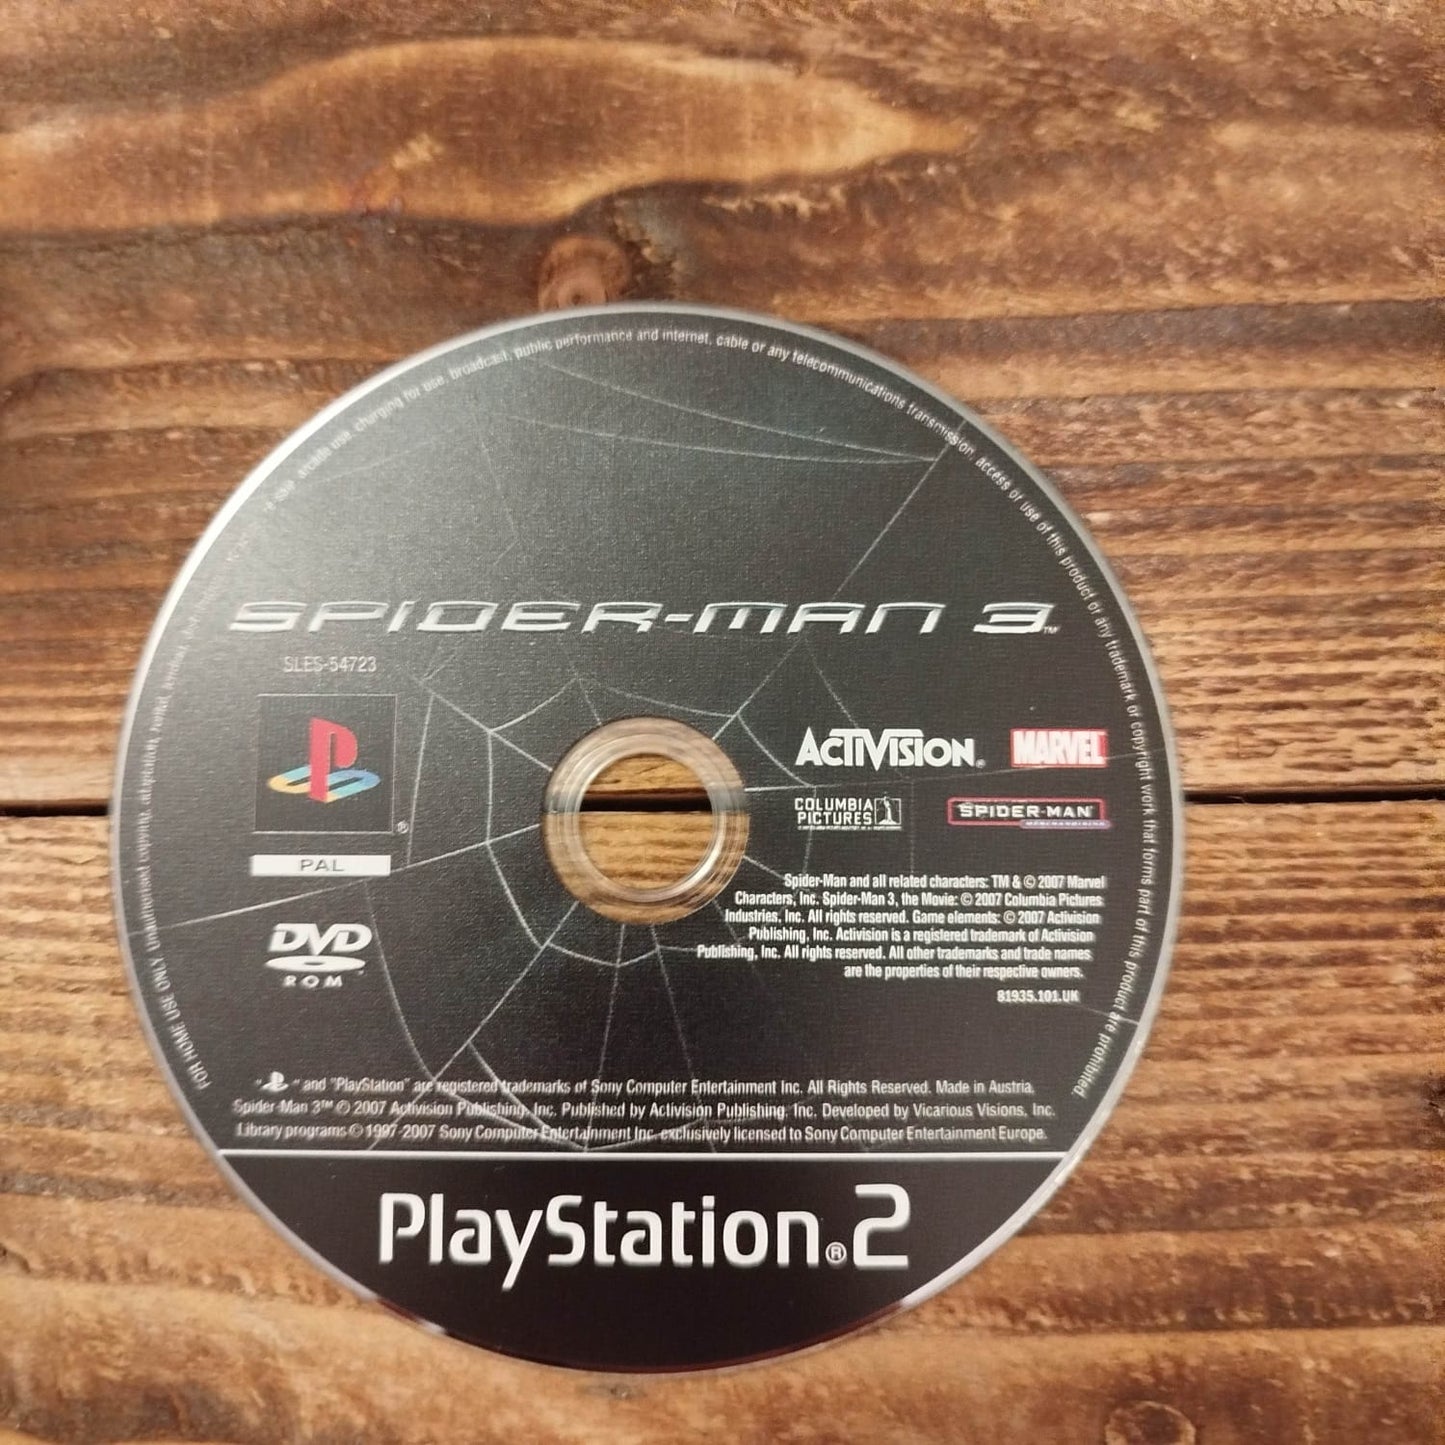 FOR HOME USE ONLY. Unauthorised copying, adaptation, rental, lending, arcade use, charging for use, broadcast, public performance and internet, cable or any telecommunications transmission, access or use of this product or any trademark or copyright work that forms part of this product are prohibited.
SPIDER-MAN 3™
SLES-54723
®
PAL
DVD
ROM
ACTIVISION®
MARVEL
COLUMBIA
PICTURES
SPIDER-MAN
MERCHANDISING
Spider-Man and all related characters: TM & © 2007 Marvel
Characters, Inc. Spider-Man 3, the Movie: © 2007 Columbia Pictures
Industries, Inc. All rights reserved. Game elements: © 2007 Activision
Publishing, Inc. Activision is a registered trademark of Activision
Publishing, Inc. All rights reserved. All other trademarks and trade names
are the properties of their respective owners.
81935.101.UK
" " and "PlayStation" are registered trademarks of Sony Computer Entertainment Inc. All Rights Reserved. Made in Austria.
Spider-Man 3™ © 2007 Activision Publishing, Inc. Published by Activision Publishing, Inc. Developed by Vicarious Visions, Inc.
Library programs © 1997-2007 Sony Computer Entertainment Inc. exclusively licensed to Sony Computer Entertainment Europe.
PlayStation®2